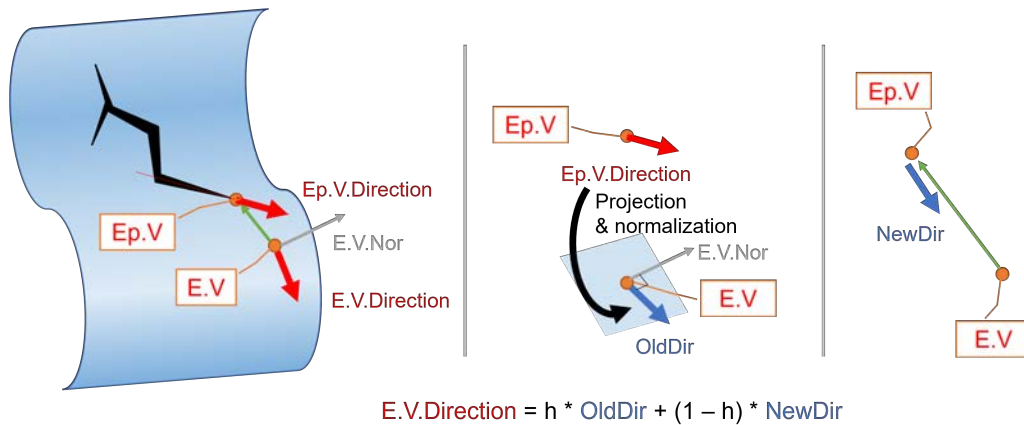 Ep.V.Direction
Ep.V
E.V.Nor
E.V
E.V.Direction
Ep.V
Ep.V.Direction
Projection
& normalization
E.V.Nor
E.V
OldDir
Ep.V
NewDir
E.V
E.V.Direction = h * OldDir + (1 – h) * NewDir